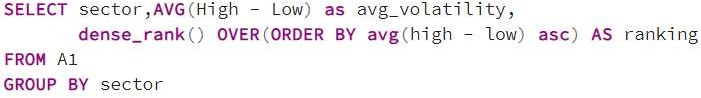 SELECT sector,AVG(High - Low) as avg_volatility,
dense_rank() OVER(ORDER BY avg(high - low) asc) AS ranking
FROM A1
GROUP BY sector